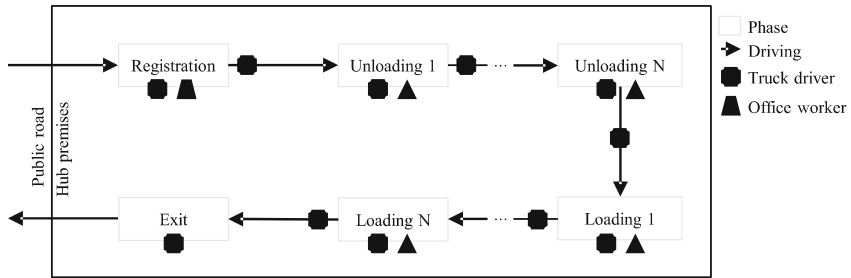 Registration
Unloading 1
...
Unloading N
Exit
Loading N
...
Loading 1
Public road
Hub premises
Phase
Driving
Truck driver
Office worker